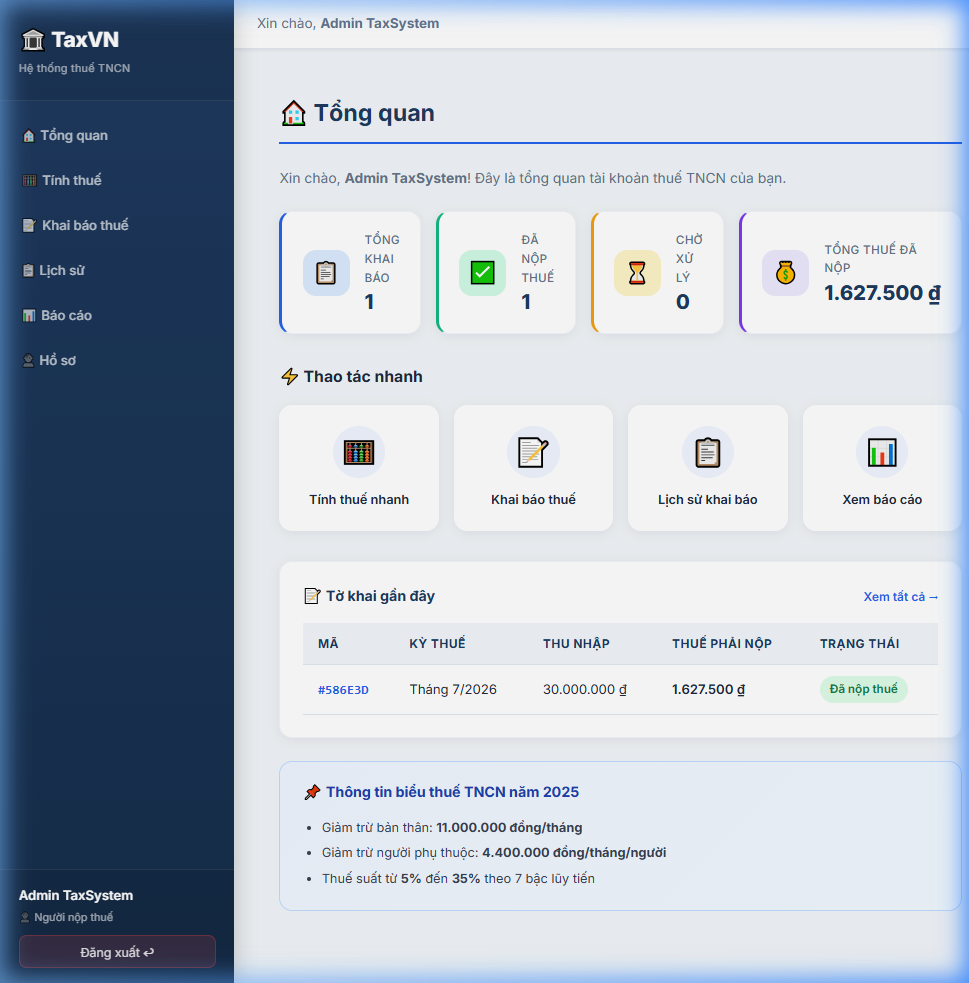 TaxVN
Hệ thống thuế TNCN
Xin chào, Admin TaxSystem
Tổng quan
Tính thuế
Khai báo thuế
Lịch sử
Báo cáo
Hồ sơ
Admin TaxSystem
Người nộp thuế
Đăng xuất ↩
Tổng quan
Xin chào, Admin TaxSystem! Đây là tổng quan tài khoản thuế TNCN của bạn.
TỔNG
KHAI
BÁO
1
ĐÃ
NỘP
THUẾ
1
CHỜ
XỬ
LÝ
0
TỔNG THUẾ ĐÃ
NỘP
1.627.500 ₫
Thao tác nhanh
Tính thuế nhanh
Khai báo thuế
Lịch sử khai báo
Xem báo cáo
Tờ khai gần đây
Xem tất cả →
MÃ KỲ THUẾ THU NHẬP THUẾ PHẢI NỘP TRẠNG THÁI
#586E3D Tháng 7/2026 30.000.000 ₫ 1.627.500 ₫ Đã nộp thuế
Thông tin biểu thuế TNCN năm 2025
• Giảm trừ bản thân: 11.000.000 đồng/tháng
• Giảm trừ người phụ thuộc: 4.400.000 đồng/tháng/người
• Thuế suất từ 5% đến 35% theo 7 bậc lũy tiến